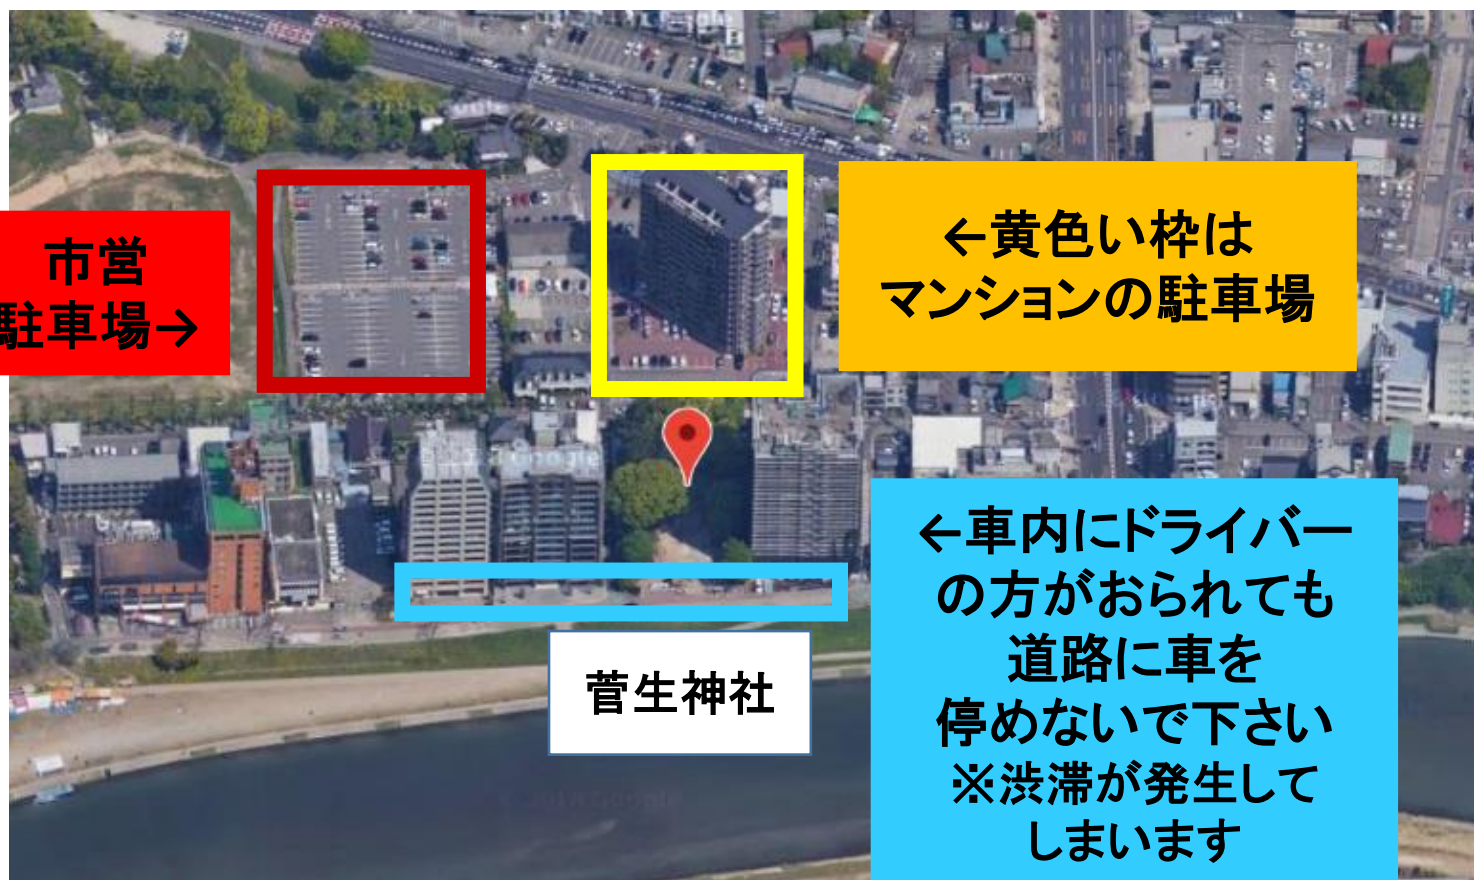 市営
駐車場→
←黄色い枠は
マンションの駐車場
←車内にドライバー
の方がおられても
道路に車を
停めないで下さい
※渋滞が発生して
しまいます
菅生神社
Google